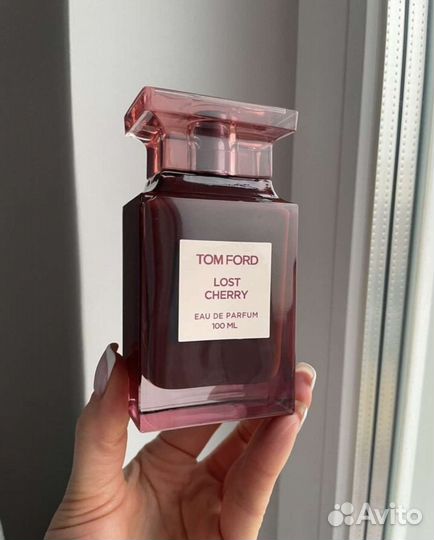 TOM FORD
LOST
CHERRY
EAU DE PARFUM
100 ML
Avito